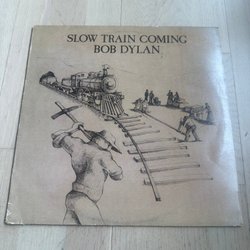 SLOW TRAIN COMING
BOB DYLAN